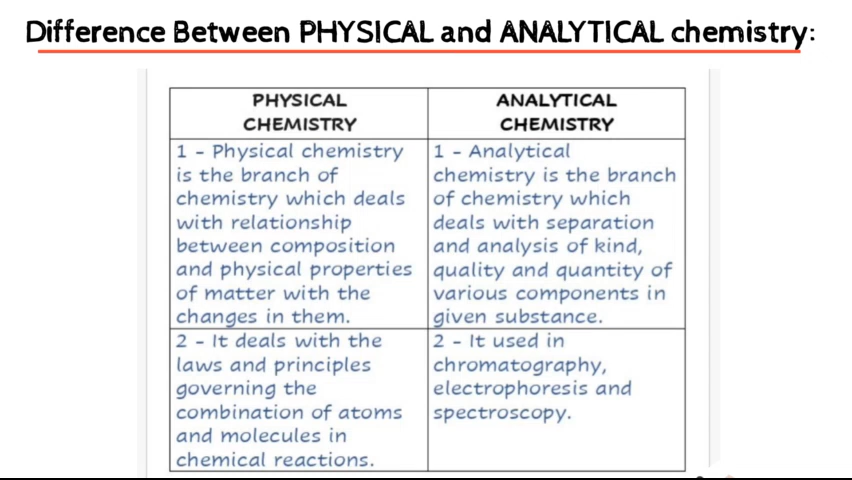 Difference Between PHYSICAL and ANALYTICAL chemistry:
PHYSICAL
CHEMISTRY
1 - Physical chemistry
is the branch of
chemistry which deals
with relationship
between composition
and physical properties
of matter with the
changes in them.
2 - It deals with the
laws and principles
governing the
combination of atoms
and molecules in
chemical reactions.
ANALYTICAL
CHEMISTRY
1 - Analytical
chemistry is the branch
of chemistry which
deals with separation
and analysis of kind,
quality and quantity of
various components in
given substance.
2 - It used in
chromatography,
electrophoresis and
spectroscopy.